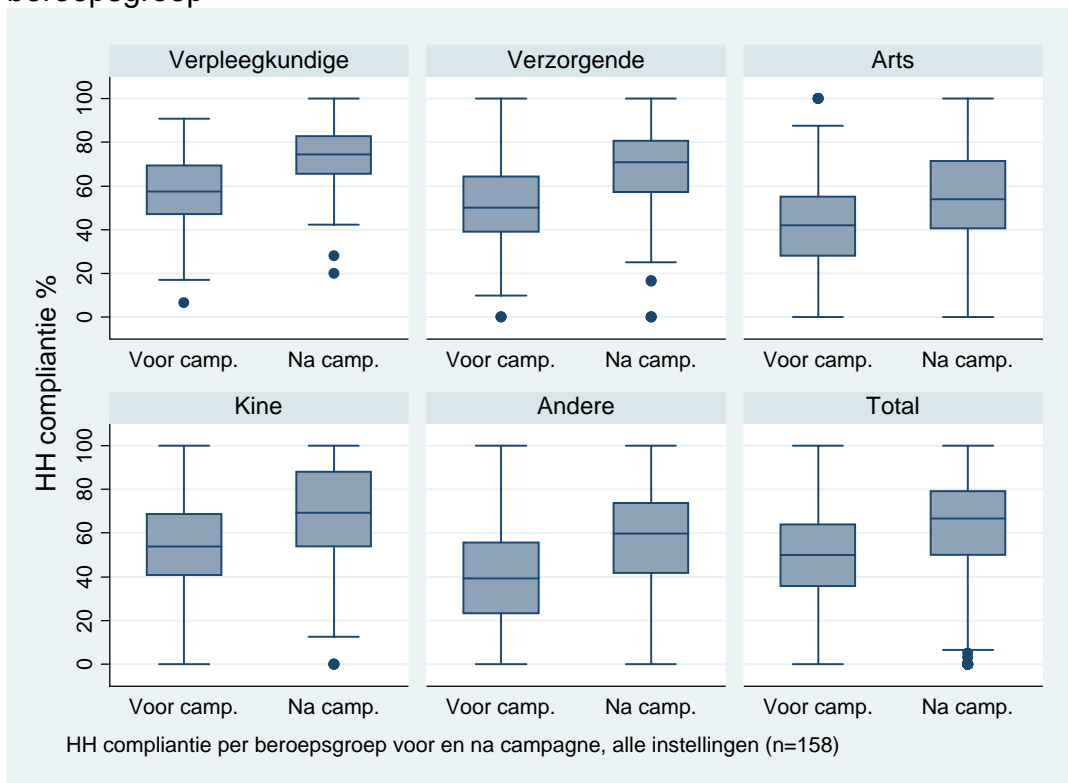 beroepsgroep
Verpleegkundige Verzorgende Arts
100
80
60
40
20
0
Voor camp. Na camp. Voor camp. Na camp. Voor camp. Na camp.
HH compliantie %
Kine Andere Total
100
80
60
40
20
0
Voor camp. Na camp. Voor camp. Na camp. Voor camp. Na camp.
HH compliantie per beroepsgroep voor en na campagne, alle instellingen (n=158)